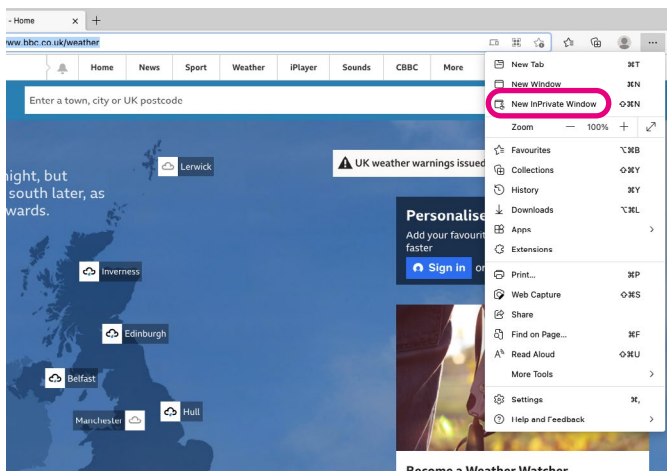 - Home
www.bbc.co.uk/weather
Home News Sport Weather iPlayer Sounds CBBC More
Enter a town, city or UK postcode
night, but
south later, as
wards.
Lerwick
Inverness
Edinburgh
Belfast
Manchester
Hull
UK weather warnings issued
Personalise
Add your favourit
faster
Sign in or
Become a Weather Watcher
New Tab ⌘T
New Window ⌘N
New InPrivate Window ⇧⌘N
Zoom — 100% +
Favourites ⌥⌘B
Collections ⇧⌘Y
History ⌘Y
Downloads ⌥⌘L
Apps
Extensions
Print... ⌘P
Web Capture ⇧⌘S
Share
Find on Page... ⌘F
Read Aloud ⇧⌘U
More Tools
Settings ⌘,
Help and Feedback